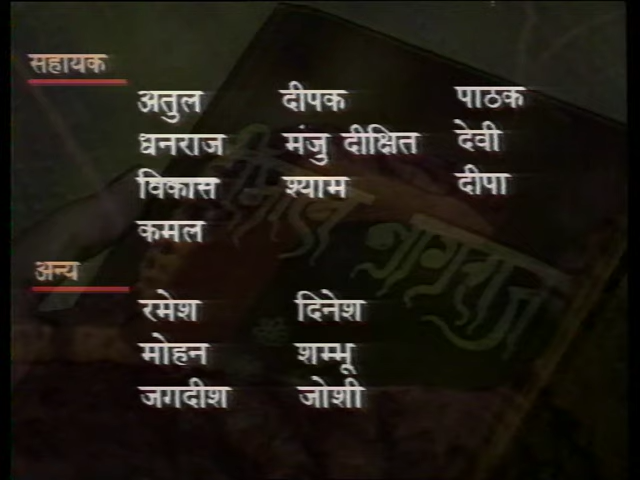 सहायक
अतुल दीपक पाठक
धनराज मंजु दीक्षित देवी
विकास श्याम दीपा
कमल
अन्य
रमेश दिनेश
मोहन शम्भू
जगदीश जोशी